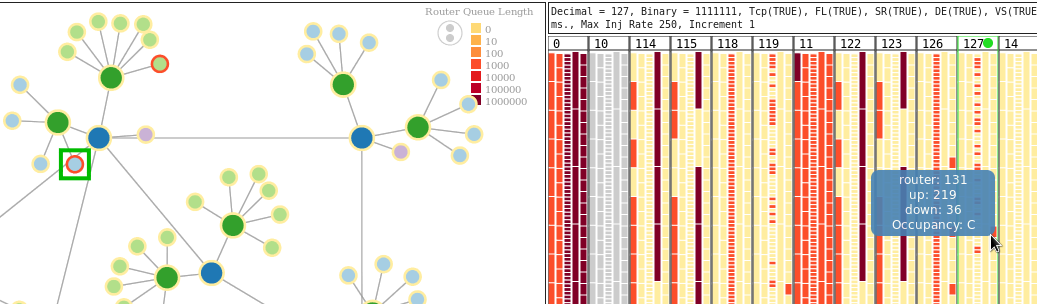 Router Queue Length
0
10
100
1000
10000
100000
1000000
Decimal = 127, Binary = 1111111, Tcp(TRUE), FL(TRUE), SR(TRUE), DE(TRUE), VS(TRUE
ms., Max Inj Rate 250, Increment 1
0 10 114 115 118 119 11 122 123 126 127 14
router: 131
up: 219
down: 36
Occupancy: C